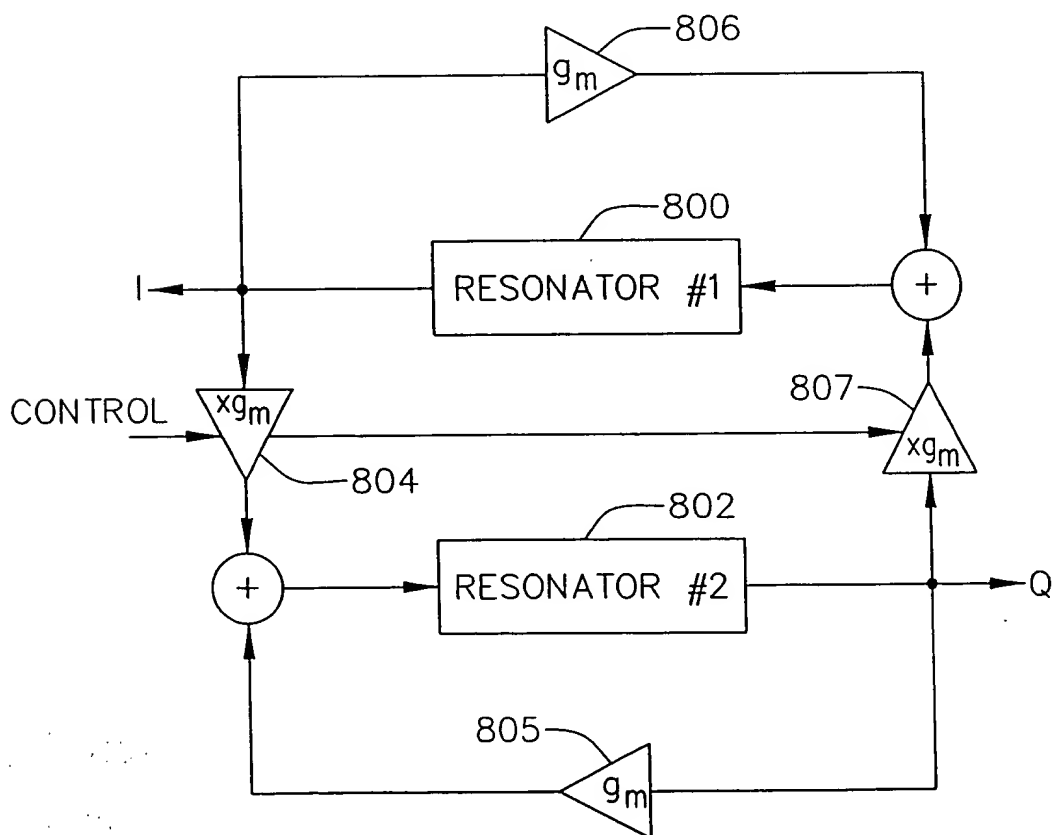 806
gm
800
RESONATOR #1
I
+
807
xgm
CONTROL
xgm
804
802
RESONATOR #2
+
Q
805
gm